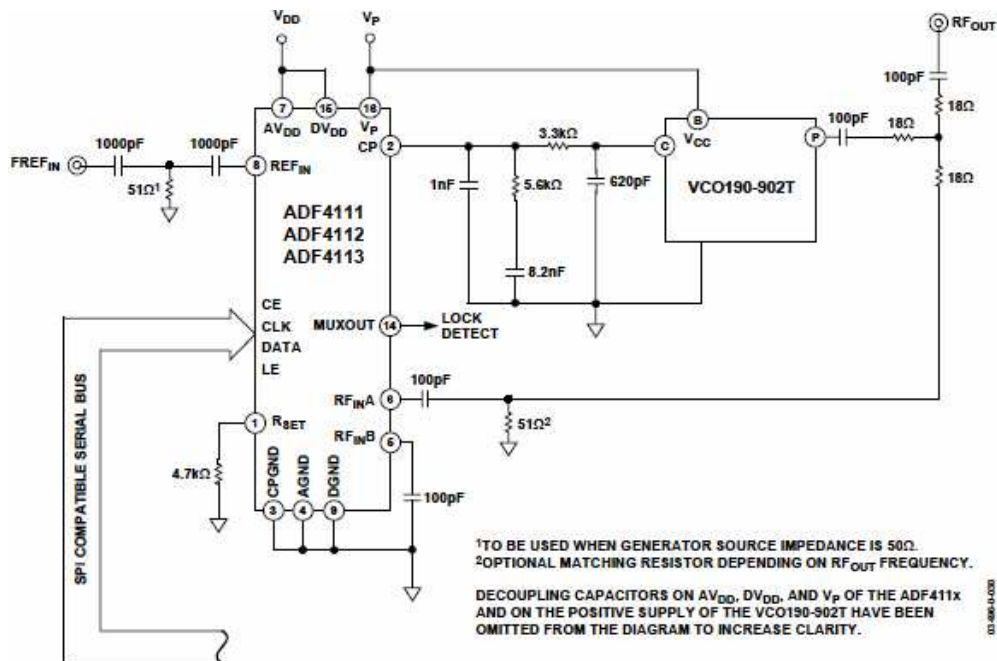 VDD
VP
RFOUT
100pF
18Ω
7
15
16
AVDD
DVDD
VP
B
VCC
100pF
18Ω
CP
2
3.3kΩ
C
P
1000pF
1000pF
FREFIN
8
REFIN
51Ω1
1nF
5.6kΩ
620pF
VCO190-902T
18Ω
ADF4111
ADF4112
ADF4113
8.2nF
CE
CLK
DATA
LE
MUXOUT
14
LOCK
DETECT
SPI COMPATIBLE SERIAL BUS
100pF
RFINA
6
51Ω2
1
RSET
RFINB
5
4.7kΩ
CPGND
AGND
DGND
3
4
9
100pF
1TO BE USED WHEN GENERATOR SOURCE IMPEDANCE IS 50Ω.
2OPTIONAL MATCHING RESISTOR DEPENDING ON RFOUT FREQUENCY.
DECOUPLING CAPACITORS ON AVDD, DVDD, AND VP OF THE ADF411x
AND ON THE POSITIVE SUPPLY OF THE VCO190-902T HAVE BEEN
OMITTED FROM THE DIAGRAM TO INCREASE CLARITY.